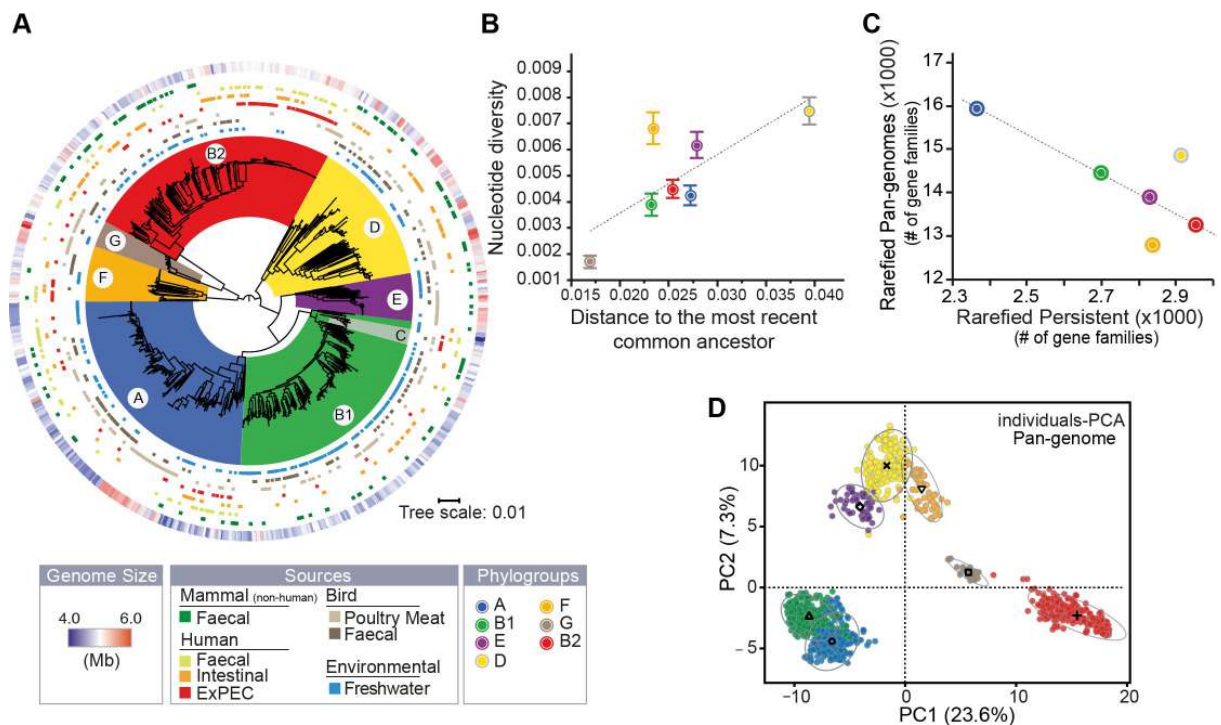 A
B2
G
D
F
E
C
A
B1
Tree scale: 0.01
Genome Size
4.0 6.0
(Mb)
Sources
Mammal (non-human)
Faecal
Human
Faecal
Intestinal
ExPEC
Bird
Poultry Meat
Faecal
Environmental
Freshwater
Phylogroups
A
B1
E
D
F
G
B2
B
Nucleotide diversity
0.009
0.008
0.007
0.006
0.005
0.004
0.003
0.002
0.001
0.015 0.020 0.025 0.030 0.035 0.040
Distance to the most recent
common ancestor
C
Rarefied Pan-genomes (x1000)
(# of gene families)
16
15
14
13
12
2.3 2.5 2.7 2.9
Rarefied Persistent (x1000)
(# of gene families)
D
individuals-PCA
Pan-genome
PC2 (7.3%)
10
5
0
−5
−10 0 10 20
PC1 (23.6%)